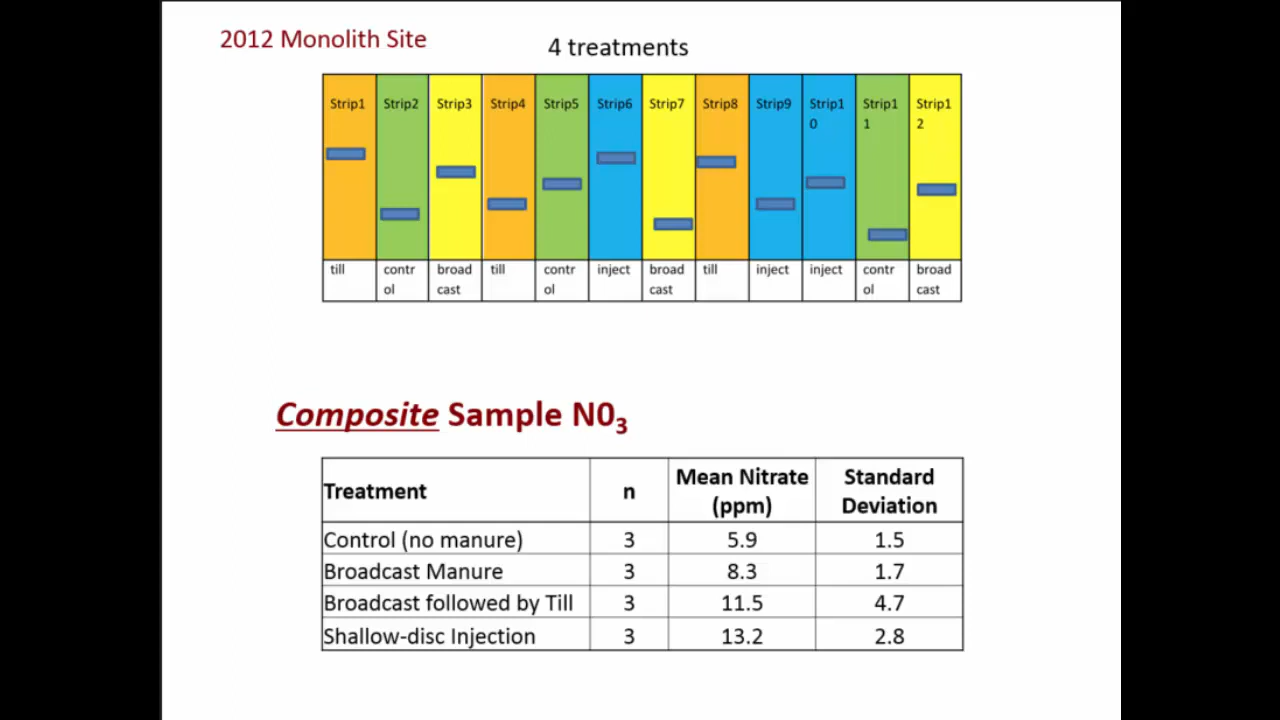 2012 Monolith Site
4 treatments
Strip1 Strip2 Strip3 Strip4 Strip5 Strip6 Strip7 Strip8 Strip9 Strip1 Strip1 Strip1
0 1 2
till contr broad till contr inject broad till inject inject contr broad
ol cast ol cast ol cast
Composite Sample N03
Treatment n Mean Nitrate (ppm) Standard Deviation
Control (no manure) 3 5.9 1.5
Broadcast Manure 3 8.3 1.7
Broadcast followed by Till 3 11.5 4.7
Shallow-disc Injection 3 13.2 2.8